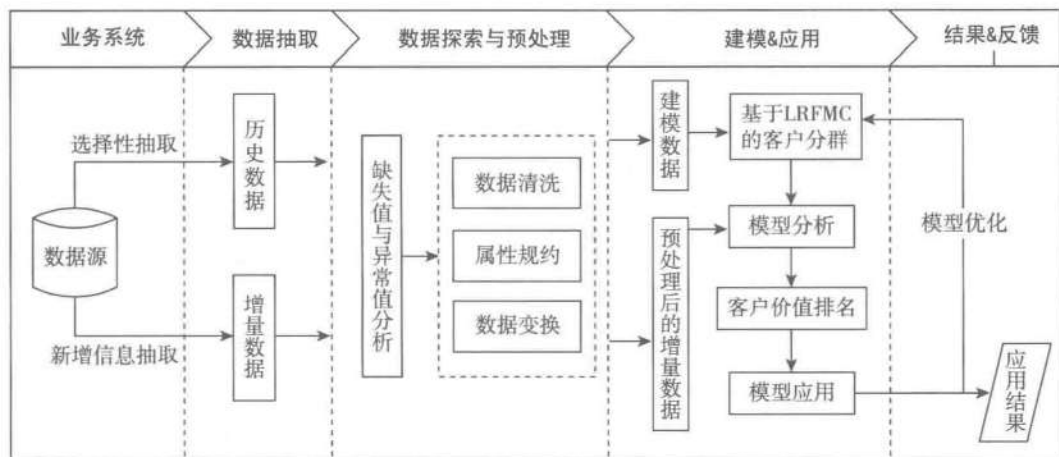 业务系统
数据抽取
数据探索与预处理
建模&应用
结果&反馈
选择性抽取
数据源
新增信息抽取
历史数据
增量数据
缺失值与异常值分析
数据清洗
属性规约
数据变换
建模数据
预处理后的增量数据
基于LRFMC
的客户分群
模型分析
客户价值排名
模型应用
模型优化
应用结果